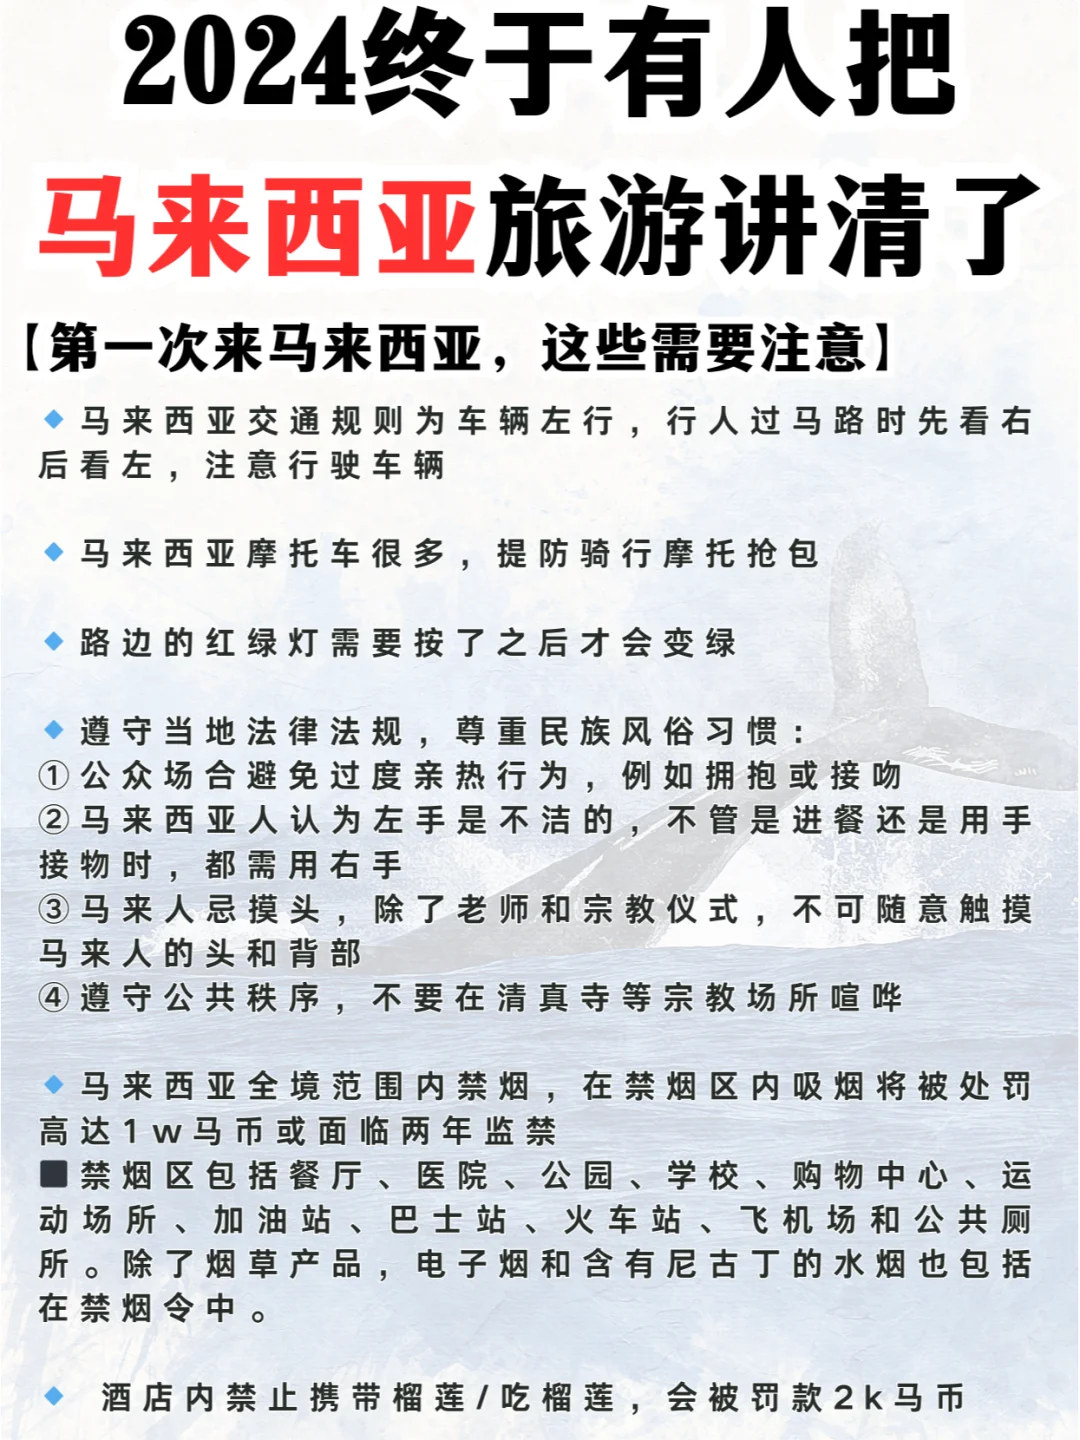 2024终于有人把
马来西亚旅游讲清了
【第一次来马来西亚，这些需要注意】
🔹马来西亚交通规则为车辆左行，行人过马路时先看右
后看左，注意行驶车辆
🔹马来西亚摩托车很多，提防骑行摩托抢包
🔹路边的红绿灯需要按了之后才会变绿
🔹遵守当地法律法规，尊重民族风俗习惯：
①公众场合避免过度亲热行为，例如拥抱或接吻
②马来西亚人认为左手是不洁的，不管是进餐还是用手
接物时，都需用右手
③马来人忌摸头，除了老师和宗教仪式，不可随意触摸
马来人的头和背部
④遵守公共秩序，不要在清真寺等宗教场所喧哗
🔹马来西亚全境范围内禁烟，在禁烟区内吸烟将被处罚
高达1w马币或面临两年监禁
⬛禁烟区包括餐厅、医院、公园、学校、购物中心、运
动场所、加油站、巴士站、火车站、飞机场和公共厕
所。除了烟草产品，电子烟和含有尼古丁的水烟也包括
在禁烟令中。
🔹 酒店内禁止携带榴莲/吃榴莲，会被罚款2k马币